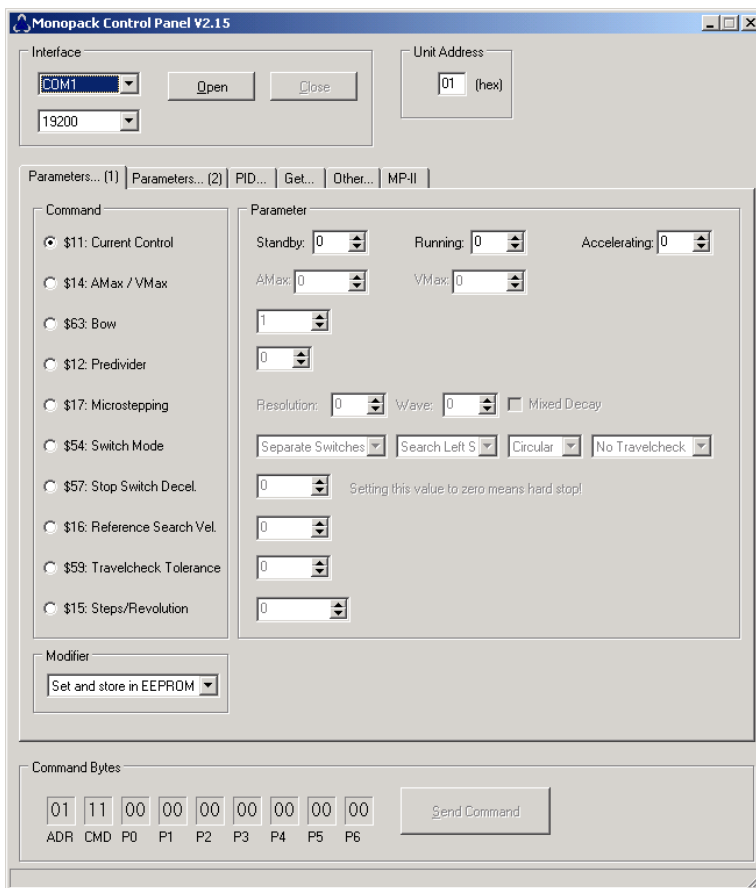 Monopack Control Panel V2.15
Interface
Unit Address
COM1
Open
Close
01 (hex)
19200
Parameters... (1) Parameters... (2) PID... Get... Other... MP-II
Command
Parameter
$11: Current Control Standby: 0 Running: 0 Accelerating: 0
$14: AMax / VMax AMax: 0 VMax: 0
$63: Bow 1
$12: Predivider 0
$17: Microstepping Resolution: 0 Wave: 0 Mixed Decay
$54: Switch Mode Separate Switches Search Left S Circular No Travelcheck
$57: Stop Switch Decel. 0 Setting this value to zero means hard stop!
$16: Reference Search Vel. 0
$59: Travelcheck Tolerance 0
$15: Steps/Revolution 0
Modifier
Set and store in EEPROM
Command Bytes
01 11 00 00 00 00 00 00 00
Send Command
ADR CMD P0 P1 P2 P3 P4 P5 P6